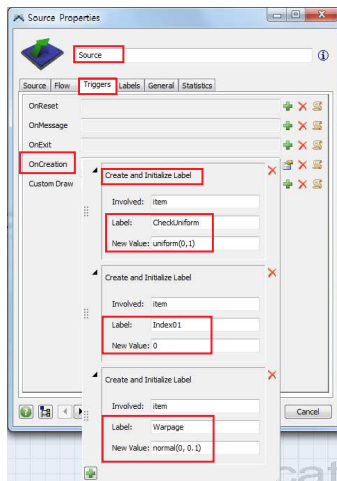 Source Properties
Source
Source Flow Triggers Labels General Statistics
OnReset
OnMessage
OnExit
OnCreation
Custom Draw
Create and Initialize Label
Involved: item
Label: CheckUniform
New Value: uniform(0,1)
Create and Initialize Label
Involved: item
Label: Index01
New Value: 0
Create and Initialize Label
Involved: item
Label: Warpage
New Value: normal(0, 0.1)
Cancel